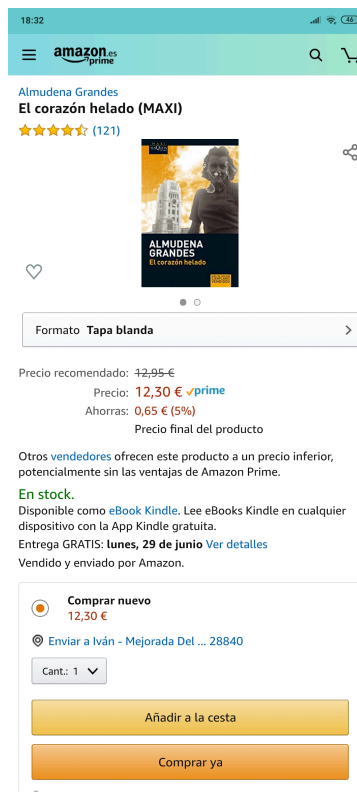 18:32
46
amazon.es
prime
Almudena Grandes
El corazón helado (MAXI)
(121)
MAXI
ALMUDENA
GRANDES
El corazón helado
Formato Tapa blanda
Precio recomendado: 12,95 €
Precio: 12,30 € prime
Ahorras: 0,65 € (5%)
Precio final del producto
Otros vendedores ofrecen este producto a un precio inferior,
potencialmente sin las ventajas de Amazon Prime.
En stock.
Disponible como eBook Kindle. Lee eBooks Kindle en cualquier
dispositivo con la App Kindle gratuita.
Entrega GRATIS: lunes, 29 de junio Ver detalles
Vendido y enviado por Amazon.
Comprar nuevo
12,30 €
Enviar a Iván - Mejorada Del ... 28840
Cant.: 1
Añadir a la cesta
Comprar ya